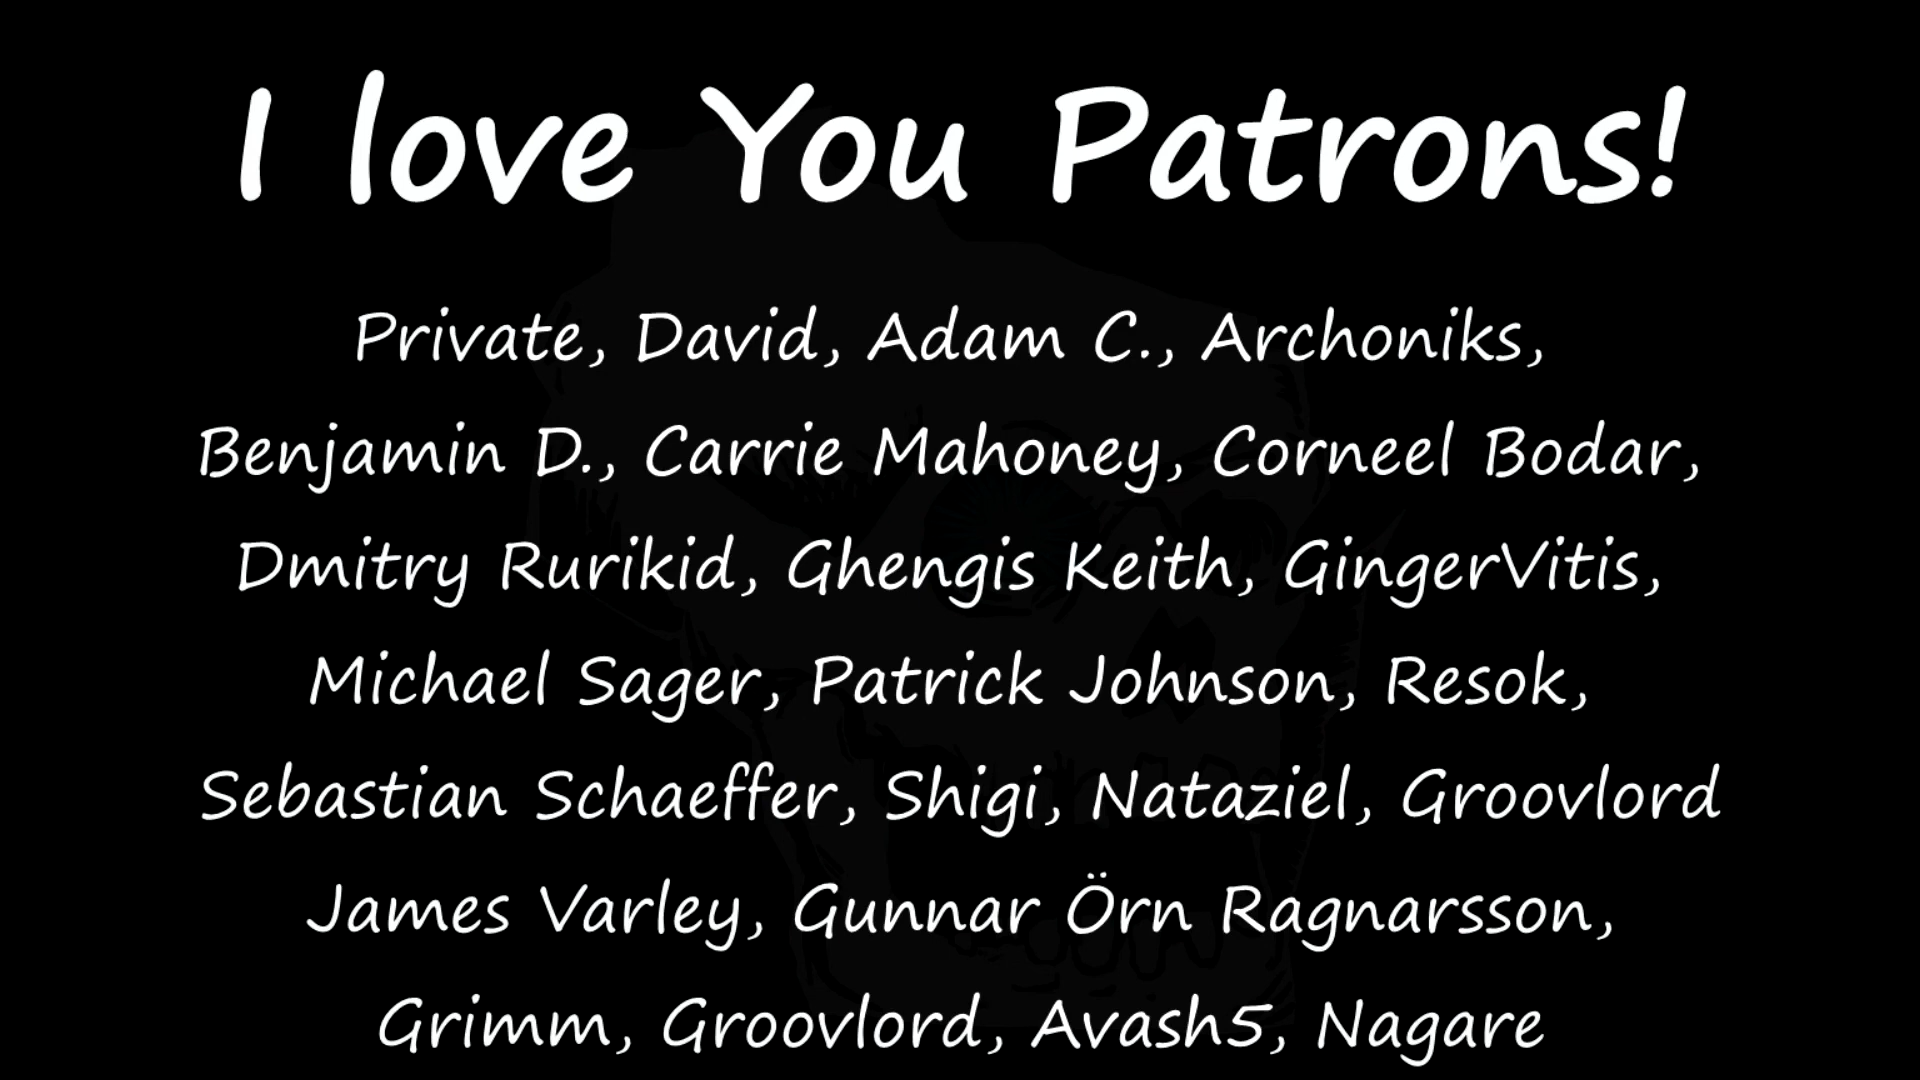 I love You Patrons!
Private, David, Adam C., Archoniks,
Benjamin D., Carrie Mahoney, Corneel Bodar,
Dmitry Rurikid, Ghengis Keith, GingerVitis,
Michael Sager, Patrick Johnson, Resok,
Sebastian Schaeffer, Shigi, Nataziel, Groovlord
James Varley, Gunnar Örn Ragnarsson,
Grimm, Groovlord, Avash5, Nagare